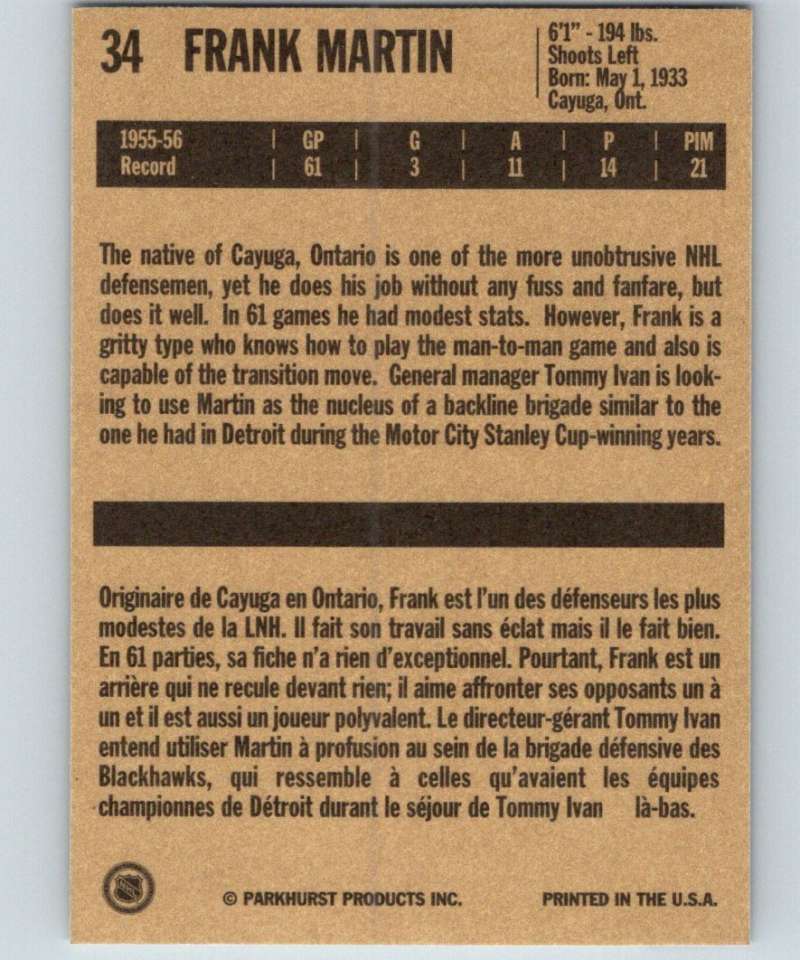 34 FRANK MARTIN
6'1" - 194 lbs.
Shoots Left
Born: May 1, 1933
Cayuga, Ont.
1955-56 | GP | G | A | P | PIM
Record | 61 | 3 | 11 | 14 | 21
The native of Cayuga, Ontario is one of the more unobtrusive NHL
defensemen, yet he does his job without any fuss and fanfare, but
does it well. In 61 games he had modest stats. However, Frank is a
gritty type who knows how to play the man-to-man game and also is
capable of the transition move. General manager Tommy Ivan is look-
ing to use Martin as the nucleus of a backline brigade similar to the
one he had in Detroit during the Motor City Stanley Cup-winning years.
Originaire de Cayuga en Ontario, Frank est l'un des défenseurs les plus
modestes de la LNH. Il fait son travail sans éclat mais il le fait bien.
En 61 parties, sa fiche n'a rien d'exceptionnel. Pourtant, Frank est un
arrière qui ne recule devant rien; il aime affronter ses opposants un à
un et il est aussi un joueur polyvalent. Le directeur-gérant Tommy Ivan
entend utiliser Martin à profusion au sein de la brigade défensive des
Blackhawks, qui ressemble à celles qu'avaient les équipes
championnes de Détroit durant le séjour de Tommy Ivan là-bas.
© PARKHURST PRODUCTS INC. PRINTED IN THE U.S.A.